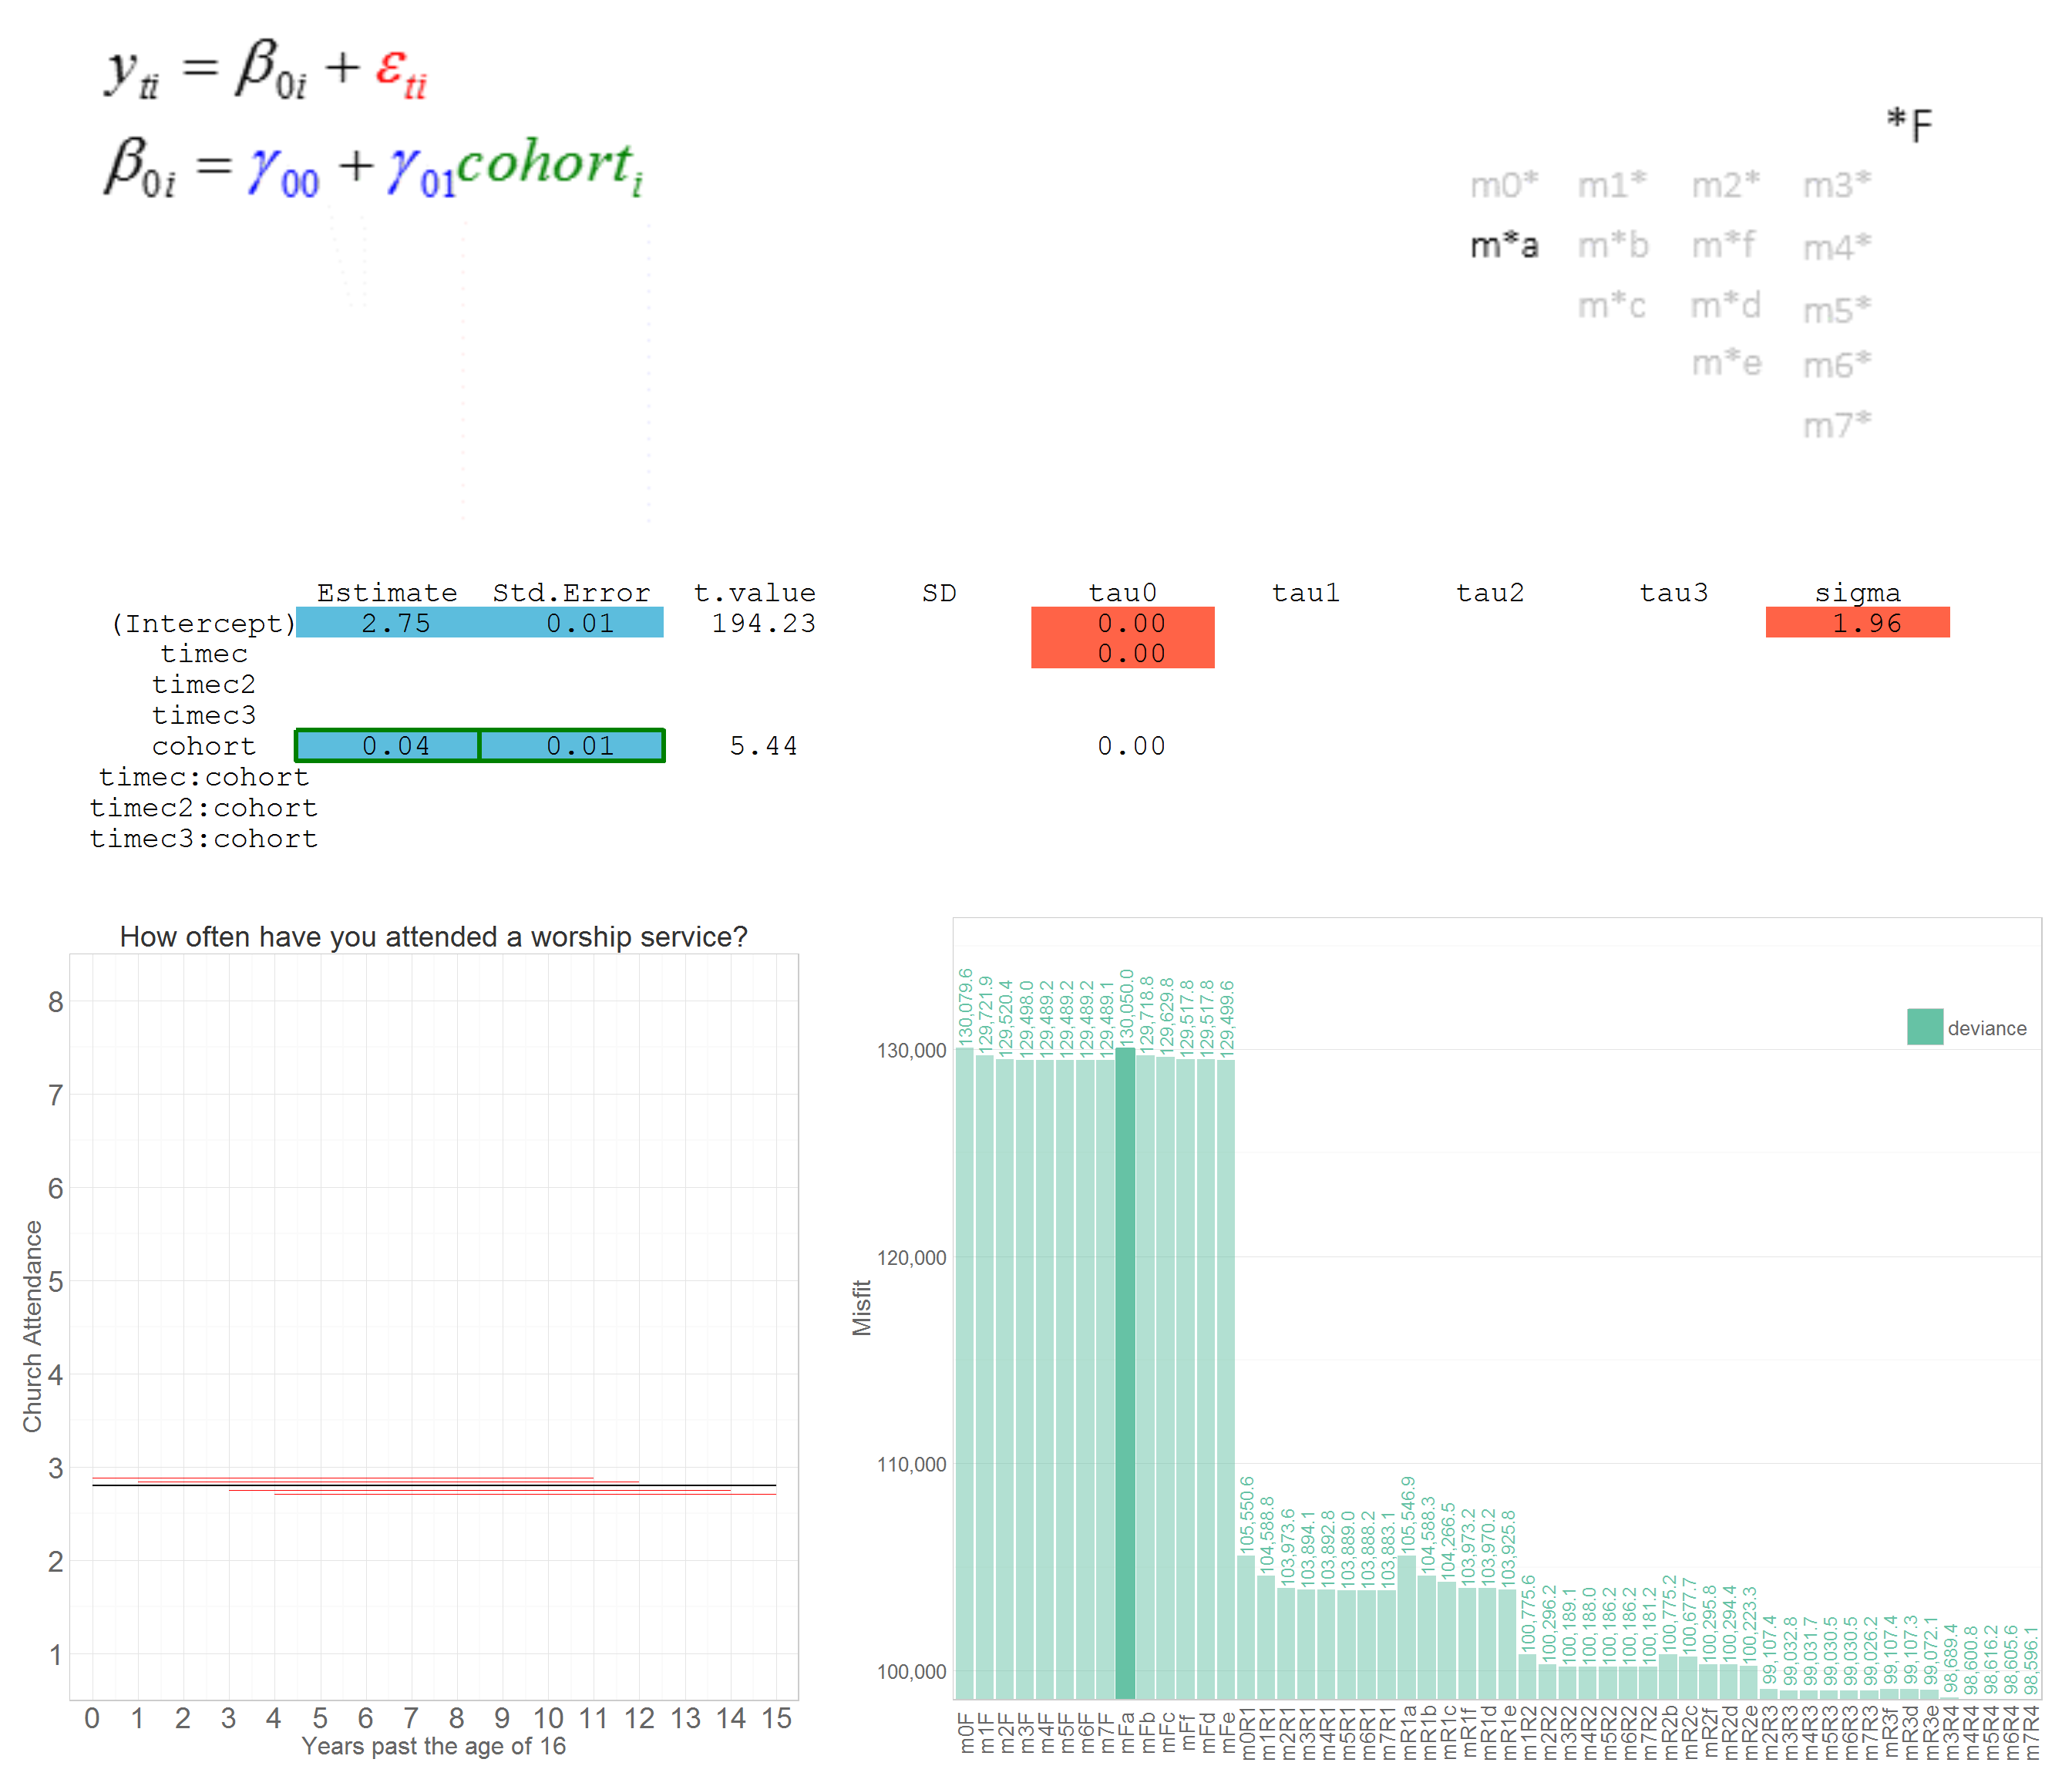 yti = β0i + εti
β0i = γ00 + γ01cohorti
*F
m0* m1* m2* m3*
m*a m*b m*f m4*
m*c m*d m5*
m*e m6*
m7*
Estimate Std.Error t.value SD tau0 tau1 tau2 tau3 sigma
(Intercept) 2.75 0.01 194.23 0.00 1.96
timec 0.00
timec2
timec3
cohort 0.04 0.01 5.44 0.00
timec:cohort
timec2:cohort
timec3:cohort
How often have you attended a worship service?
Church Attendance
8
7
6
5
4
3
2
1
0 1 2 3 4 5 6 7 8 9 10 11 12 13 14 15
Years past the age of 16
Misfit
130,000
120,000
110,000
100,000
deviance
130,079.6 129,721.9 129,520.4 129,498.0 129,489.2 129,489.2 129,489.2 129,489.1 130,050.0 129,718.8 129,629.8 129,517.8 129,517.8 129,499.6 105,550.6 104,588.8 103,973.6 103,894.1 103,892.8 103,889.0 103,888.2 103,883.1 105,546.9 104,588.3 104,266.5 103,973.2 103,970.2 103,925.8 100,775.6 100,296.2 100,189.1 100,188.0 100,186.2 100,186.2 100,181.2 100,775.2 100,677.7 100,295.8 100,294.4 100,223.3 99,107.4 99,032.8 99,031.7 99,030.5 99,030.5 99,026.2 99,107.4 99,107.3 99,072.1 98,689.4 98,600.8 98,616.2 98,605.6 98,596.1
m0F m1F m2F m3F m4F m5F m6F m7F mFa mFb mFc mFf mFd mFe m0R1 m1R1 m2R1 m3R1 m4R1 m5R1 m6R1 m7R1 mR1a mR1b mR1c mR1f mR1d mR1e m1R2 m2R2 m3R2 m4R2 m5R2 m6R2 m7R2 mR2b mR2c mR2f mR2d mR2e m2R3 m3R3 m4R3 m5R3 m6R3 m7R3 mR3f mR3d mR3e m3R4 m4R4 m5R4 m6R4 m7R4